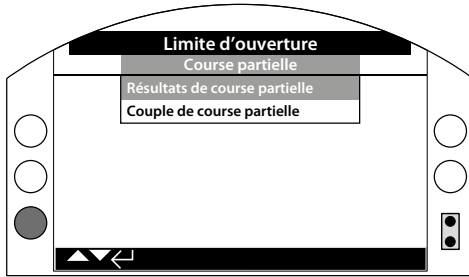 Limite d’ouverture
Course partielle
Résultats de course partielle
Couple de course partielle